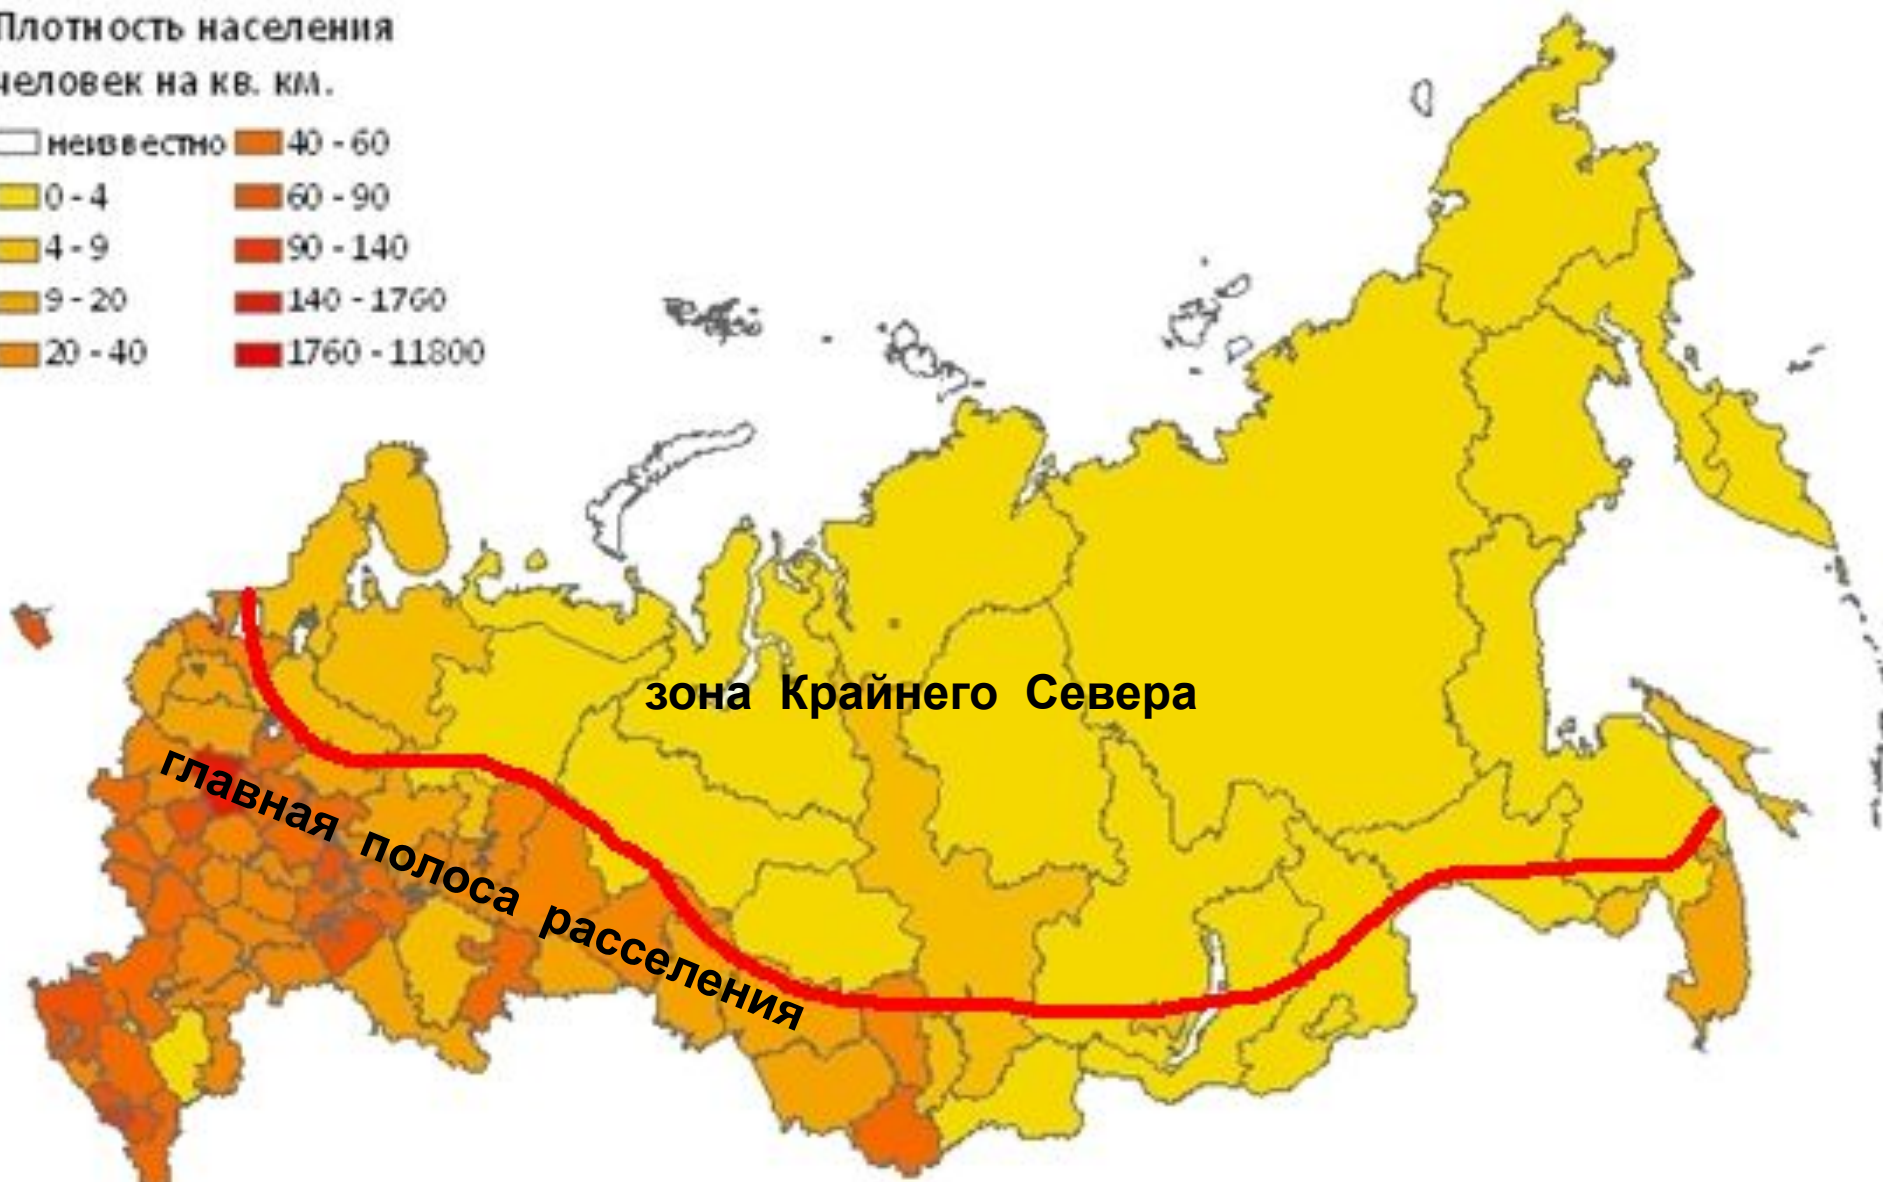 Плотность населения
человек на кв. км.
неизвестно
0 - 4
4 - 9
9 - 20
20 - 40
40 - 60
60 - 90
90 - 140
140 - 1760
1760 - 11800
зона Крайнего Севера
главная полоса расселения